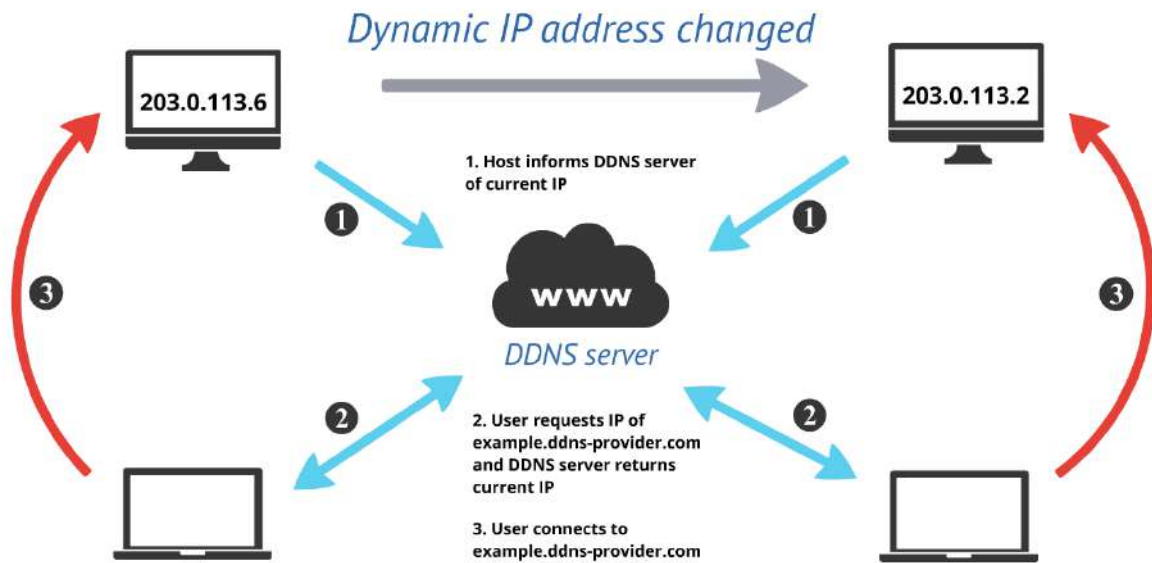 Dynamic IP address changed
203.0.113.6
203.0.113.2
1. Host informs DDNS server
of current IP
1
1
www
3
3
DDNS server
2
2
2. User requests IP of
example.ddns-provider.com
and DDNS server returns
current IP
3. User connects to
example.ddns-provider.com